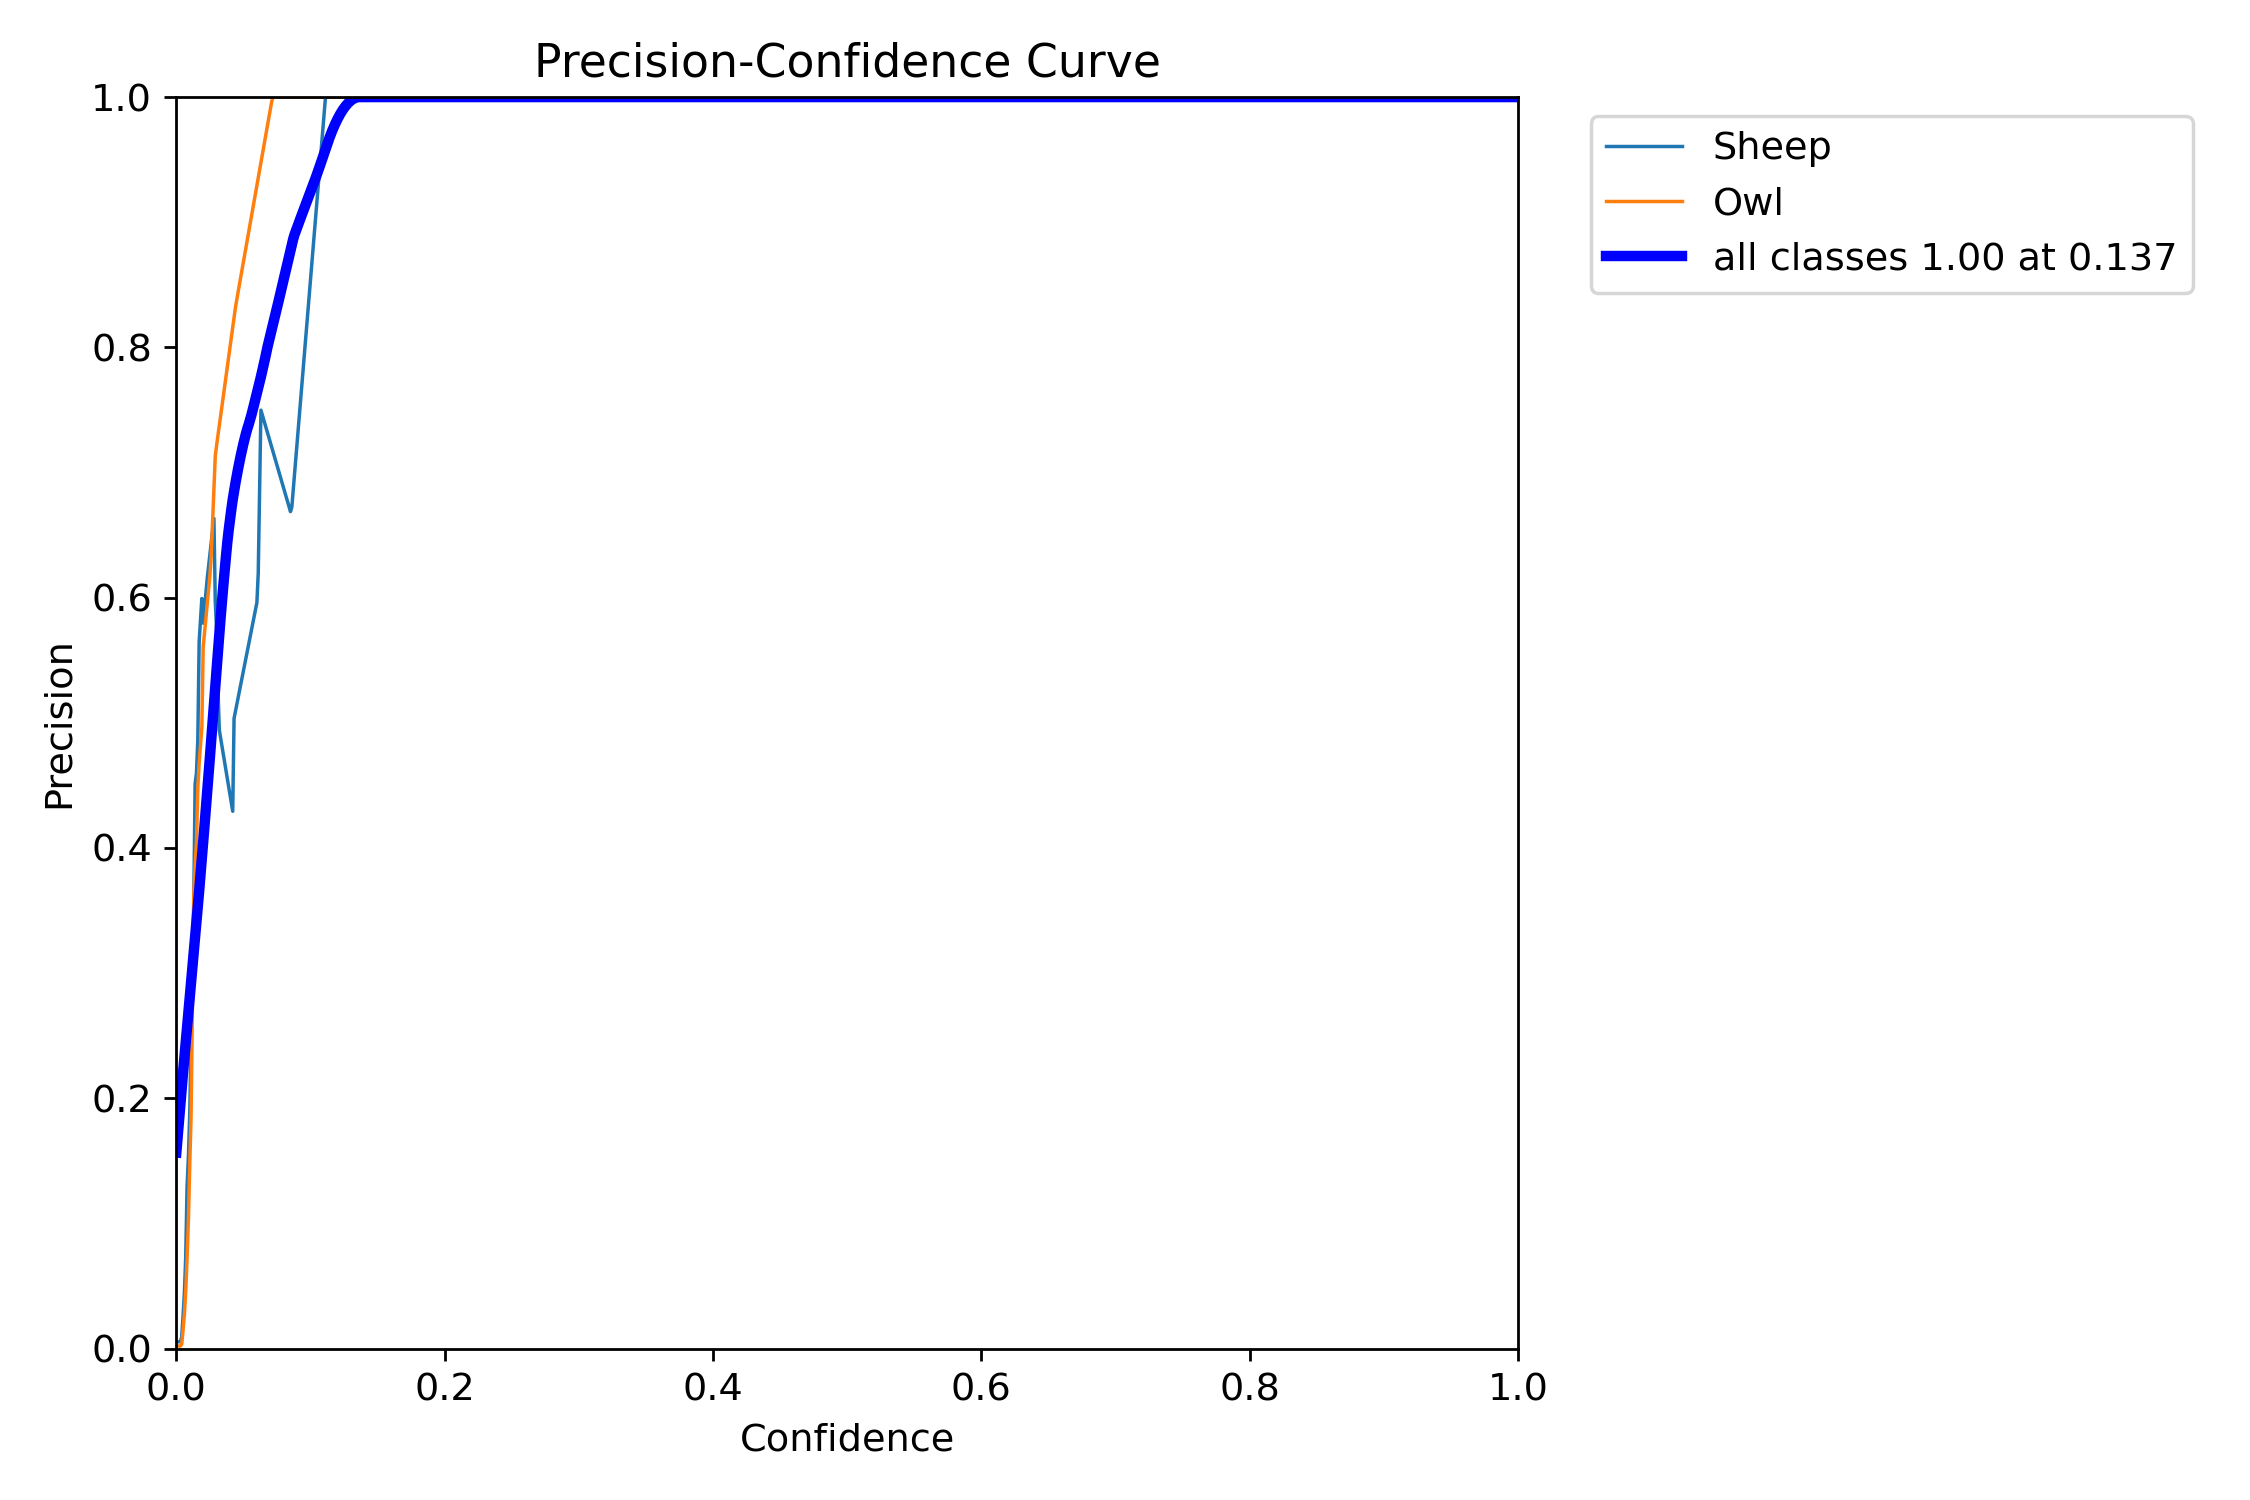 Precision-Confidence Curve
1.0
0.8
0.6
0.4
0.2
0.0
Precision
0.0 0.2 0.4 0.6 0.8 1.0
Confidence
Sheep
Owl
all classes 1.00 at 0.137